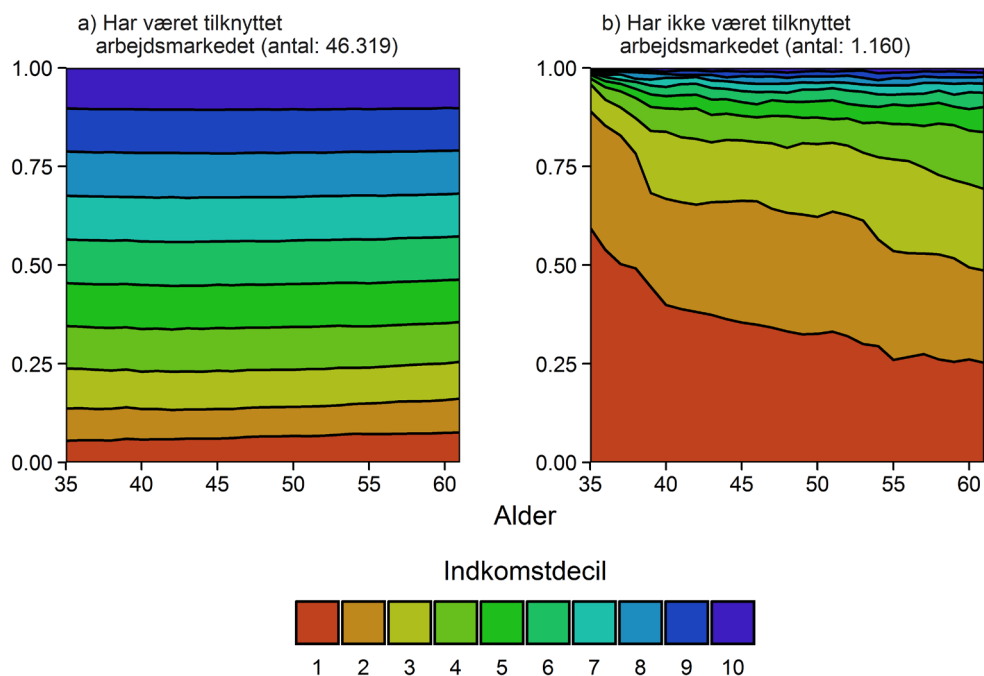 a) Har været tilknyttet
arbejdsmarkedet (antal: 46.319)
b) Har ikke været tilknyttet
arbejdsmarkedet (antal: 1.160)
1.00
0.75
0.50
0.25
0.00
35 40 45 50 55 60
1.00
0.75
0.50
0.25
0.00
35 40 45 50 55 60
Alder
Indkomstdecil
1 2 3 4 5 6 7 8 9 10